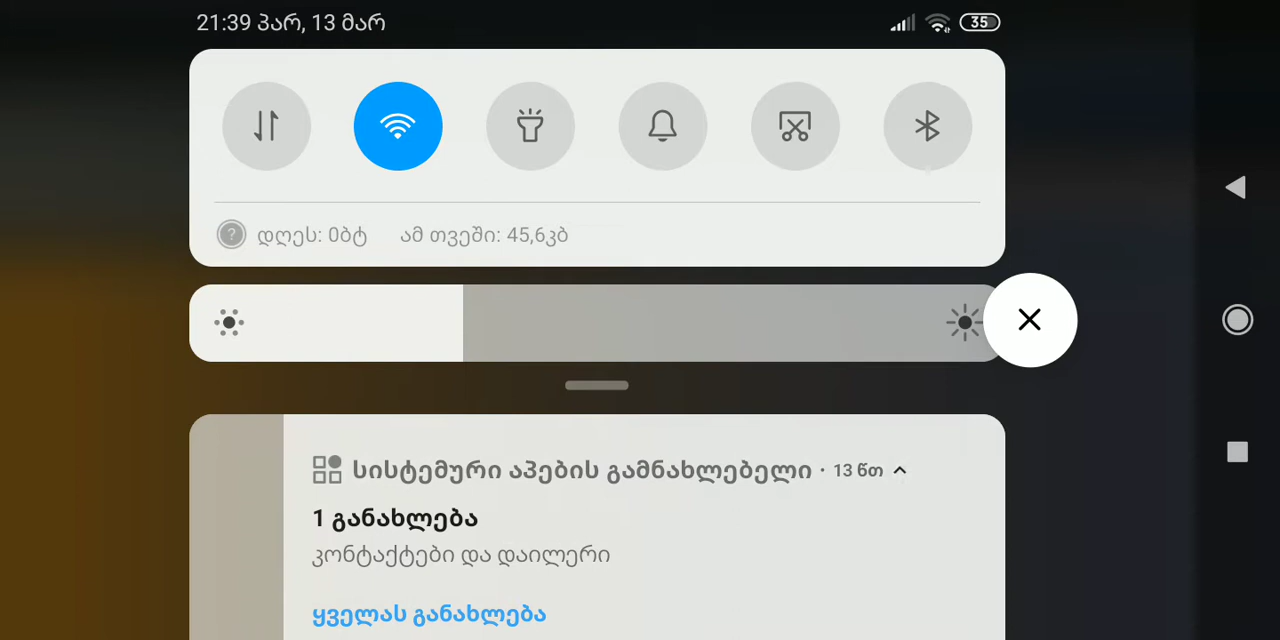 21:39 პარ, 13 მარ
35
?
დღეს: 0ბტ ამ თვეში: 45,6კბ
სისტემური აპების გამნახლებელი · 13 წთ
1 განახლება
კონტაქტები და დაილერი
ყველას განახლება